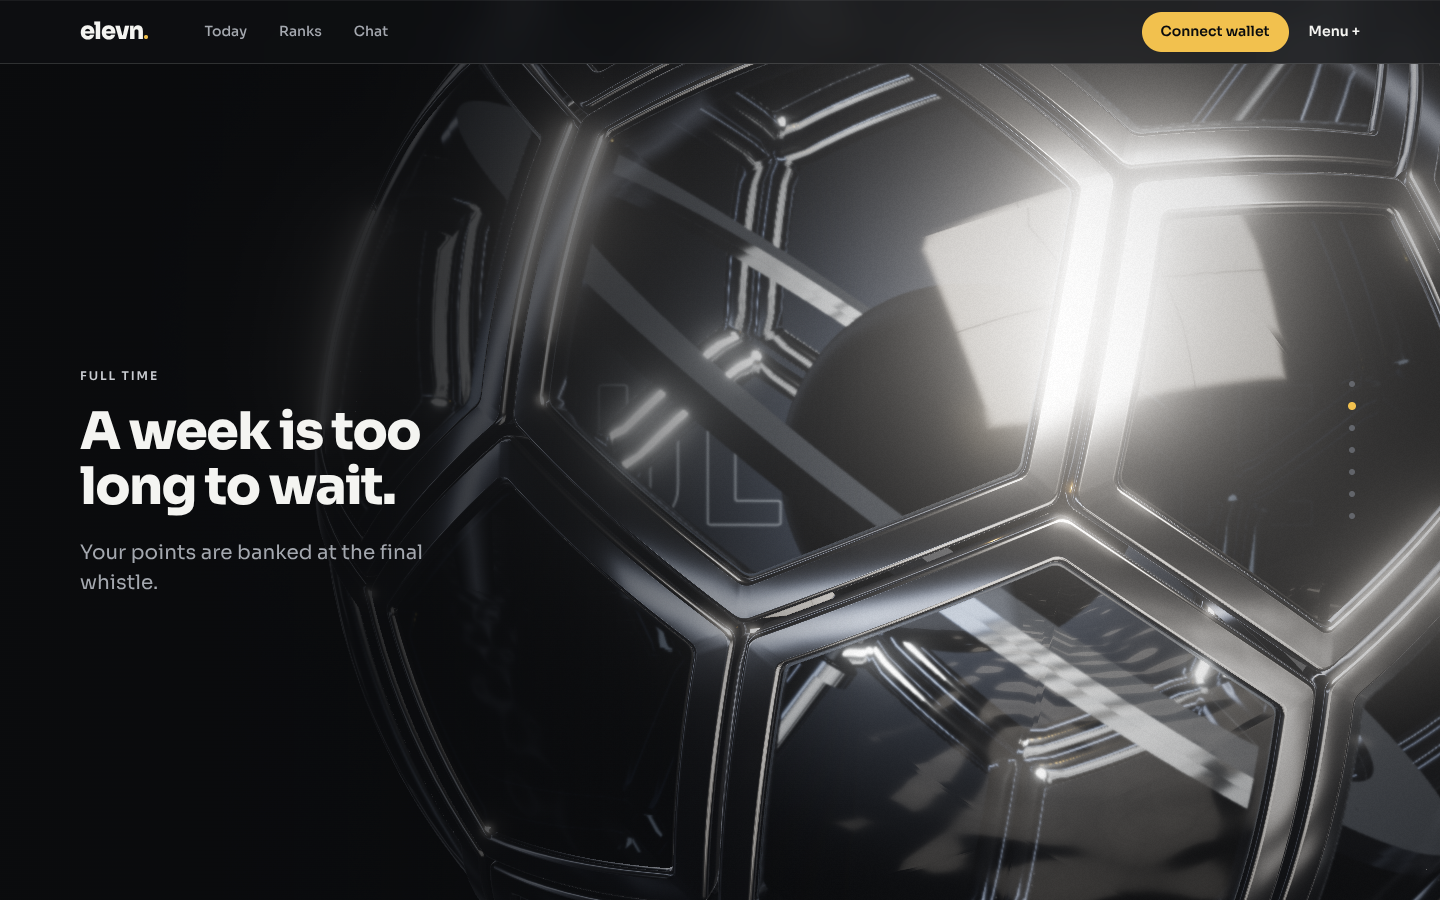 elevn.
Today
Ranks
Chat
Connect wallet
Menu +
FULL TIME
A week is too
long to wait.
Your points are banked at the final
whistle.